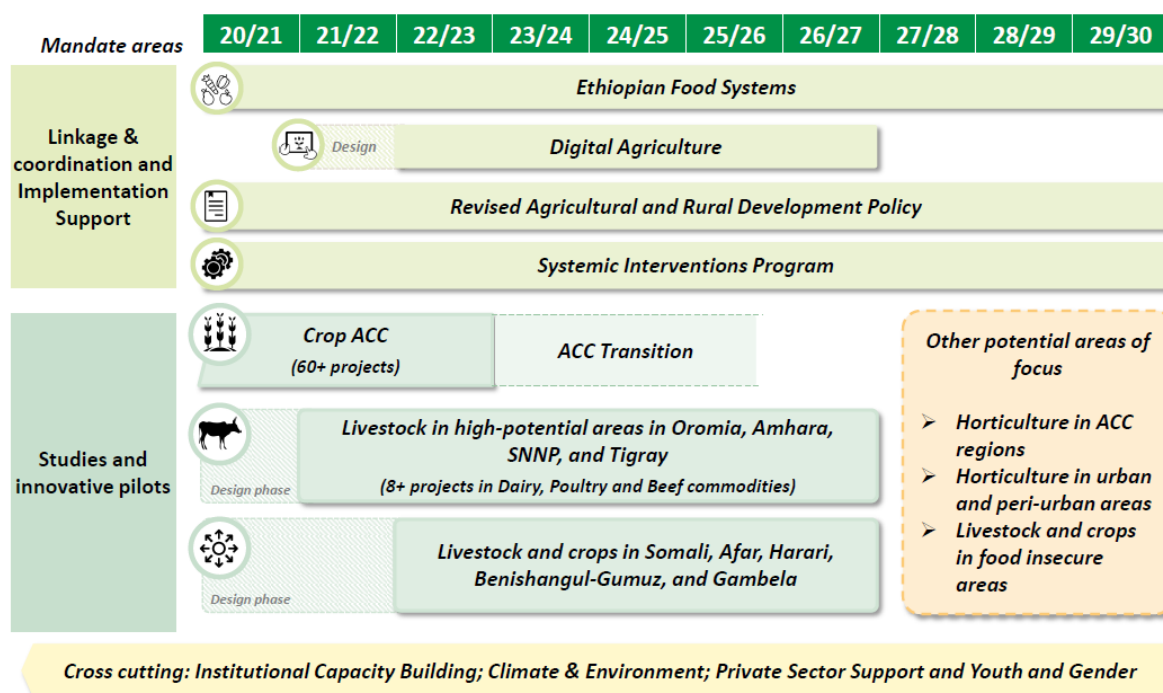 Mandate areas
20/21 21/22 22/23 23/24 24/25 25/26 26/27 27/28 28/29 29/30
Linkage &
coordination and
Implementation
Support
Ethiopian Food Systems
Design
Digital Agriculture
Revised Agricultural and Rural Development Policy
Systemic Interventions Program
Studies and
innovative pilots
Crop ACC
(60+ projects)
ACC Transition
Design phase
Livestock in high-potential areas in Oromia, Amhara,
SNNP, and Tigray
(8+ projects in Dairy, Poultry and Beef commodities)
Design phase
Livestock and crops in Somali, Afar, Harari,
Benishangul-Gumuz, and Gambela
Other potential areas of
focus
➢ Horticulture in ACC
regions
➢ Horticulture in urban
and peri-urban areas
➢ Livestock and crops
in food insecure
areas
Cross cutting: Institutional Capacity Building; Climate & Environment; Private Sector Support and Youth and Gender